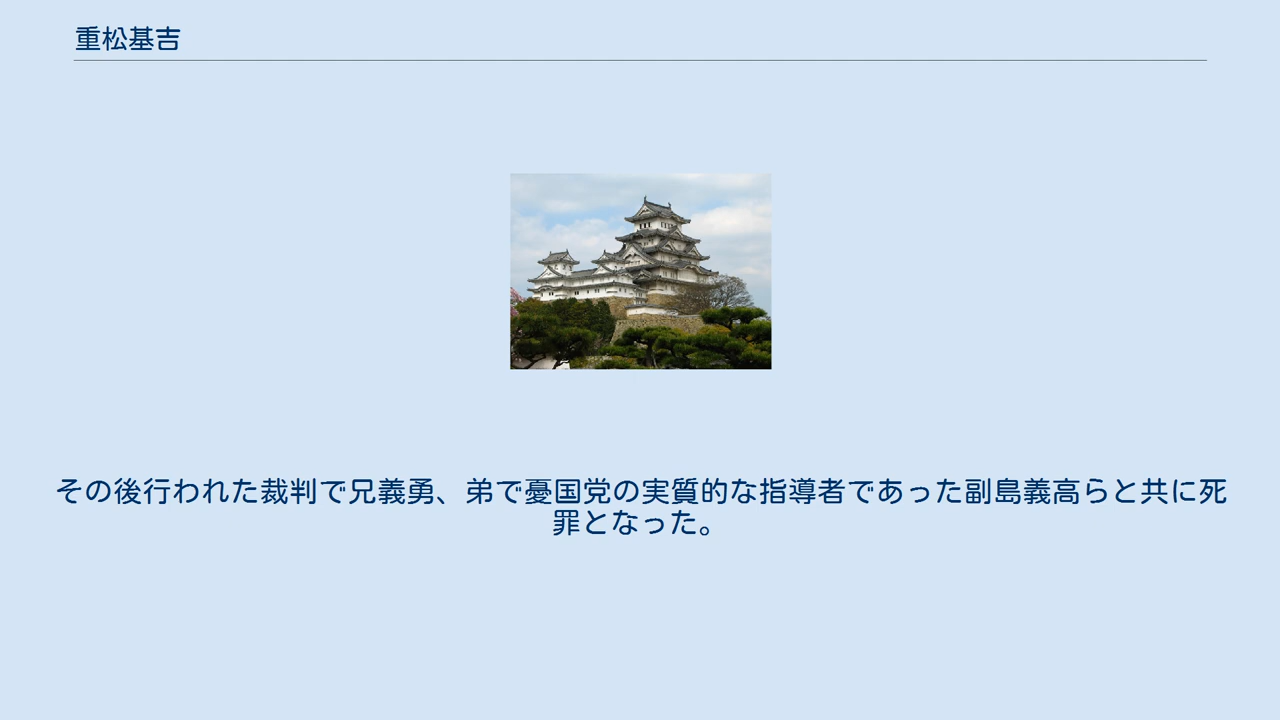 重松基吉
その後行われた裁判で兄義勇、弟で憂国党の実質的な指導者であった副島義高らと共に死
罪となった。